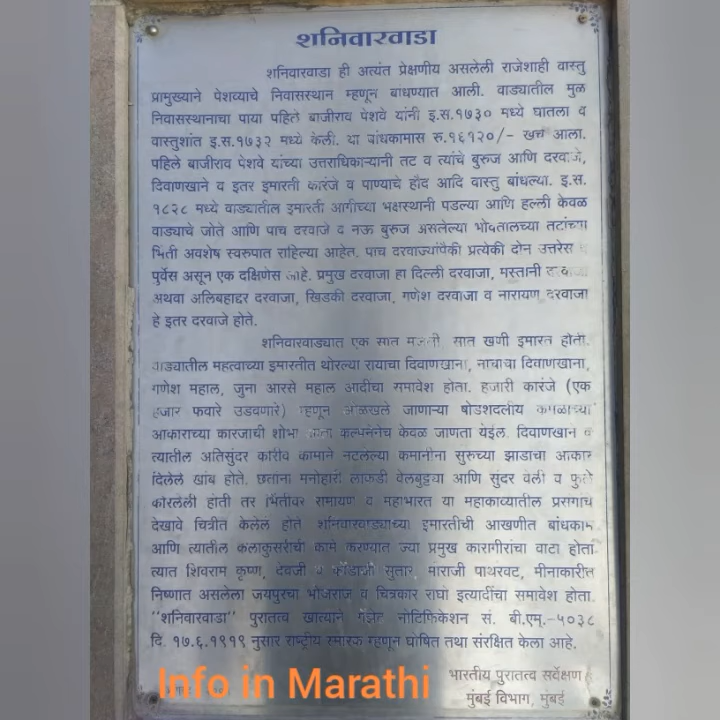 शनिवारवाडा
शनिवारवाडा ही अत्यंत प्रेक्षणीय असलेली राजेशाही वास्तु
प्रामुख्याने पेशव्याचे निवासस्थान म्हणून बांधण्यात आली. वाड्यातील मुळ
निवासस्थानाचा पाया पहिले बाजीराव पेशवे यांनी इ.स.१७३० मध्ये घातला व
वास्तुशांत इ.स.१७३२ मध्ये केली. या बांधकामास रु.१६१२०/- खर्च आला.
पहिले बाजीराव पेशवे यांच्या उत्तराधिकाऱ्यानी तट व त्यांचे बुरुज आणि दरवाजे,
दिवाणखाने व इतर इमारती कारंजे व पाण्याचे हौद आदि वास्तु बांधल्या. इ.स.
१८२८ मध्ये वाड्यातील इमारती आगीच्या भक्षस्थानी पडल्या आणि हल्ली केवळ
वाड्याचे जोते आणि पाच दरवाजे व नऊ बुरुज असलेल्या भोवतालच्या तटांच्या
भिंती अवशेष स्वरुपात राहिल्या आहेत. पाच दरवाज्यांपैकी प्रत्येकी दोन उत्तरेस
पुर्वेस असून एक दक्षिणेस आहे. प्रमुख दरवाजा हा दिल्ली दरवाजा, मस्तानी दरवाजा
अथवा अलिबहाद्दर दरवाजा, खिडकी दरवाजा, गणेश दरवाजा व नारायण दरवाजा
हे इतर दरवाजे होते.
शनिवारवाड्यात एक सात मजली सात खणी इमारत होती.
वाड्यातील महत्वाच्या इमारतीत थोरल्या रायाचा दिवाणखाना, नाचाचा दिवाणखाना,
गणेश महाल, जुना आरसे महाल आदींचा समावेश होता. हजारी कारंजे (एक
हजार फवारे उडवणारे) म्हणून ओळखले जाणाऱ्या षोडशदलीय कमळाच्या
आकाराच्या कारंजाची शोभा कल्पनेनेच केवळ जाणता येईल. दिवाणखाने व
त्यातील अतिसुंदर कोरीव कामाने नटलेल्या कमानींना सुरुच्या झाडाचा आकार
दिलेले खांब होते. छतांना मनोहारी लाकडी वेलबुट्ट्या आणि सुंदर वेली व फुले
कोरलेली होती तर भिंतींवर रामायण व महाभारत या महाकाव्यातील प्रसंगांचे
देखावे चित्रीत केलेले होते शनिवारवाड्याच्या इमारतीची आखणीत बांधकाम
आणि त्यातील कलाकुसरीची कामे करण्यात ज्या प्रमुख कारागीरांचा वाटा होता.
त्यात शिवराम कृष्ण, देवजी व कोंडाजी सुतार, मोराजी पाथरवट, मीनाकारीत
निष्णात असलेला जयपुरचा भोजराज व चित्रकार राघो इत्यादींचा समावेश होता.
"शनिवारवाडा" पुरातत्व खात्याने गॅझेट नोटिफिकेशन सं. बी.एम्.-५०३८
दि. १७.६.१९१९ नुसार राष्ट्रीय स्मारक म्हणून घोषित तथा संरक्षित केला आहे.
भारतीय पुरातत्व सर्वेक्षण
मुंबई विभाग, मुंबई
Info in Marathi